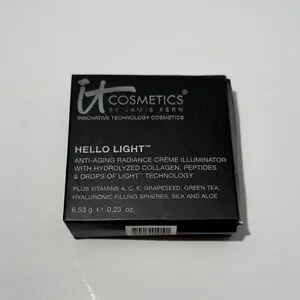 it COSMETICS®
BY JAMIE KERN
INNOVATIVE TECHNOLOGY COSMETICS
HELLO LIGHT™
ANTI-AGING RADIANCE CRÈME ILLUMINATOR
WITH HYDROLYZED COLLAGEN, PEPTIDES
& DROPS OF LIGHT™ TECHNOLOGY
PLUS VITAMINS A, C, E, GRAPESEED, GREEN TEA,
HYALURONIC FILLING SPHERES, SILK AND ALOE
6.53 g ℮ 0.23 oz.